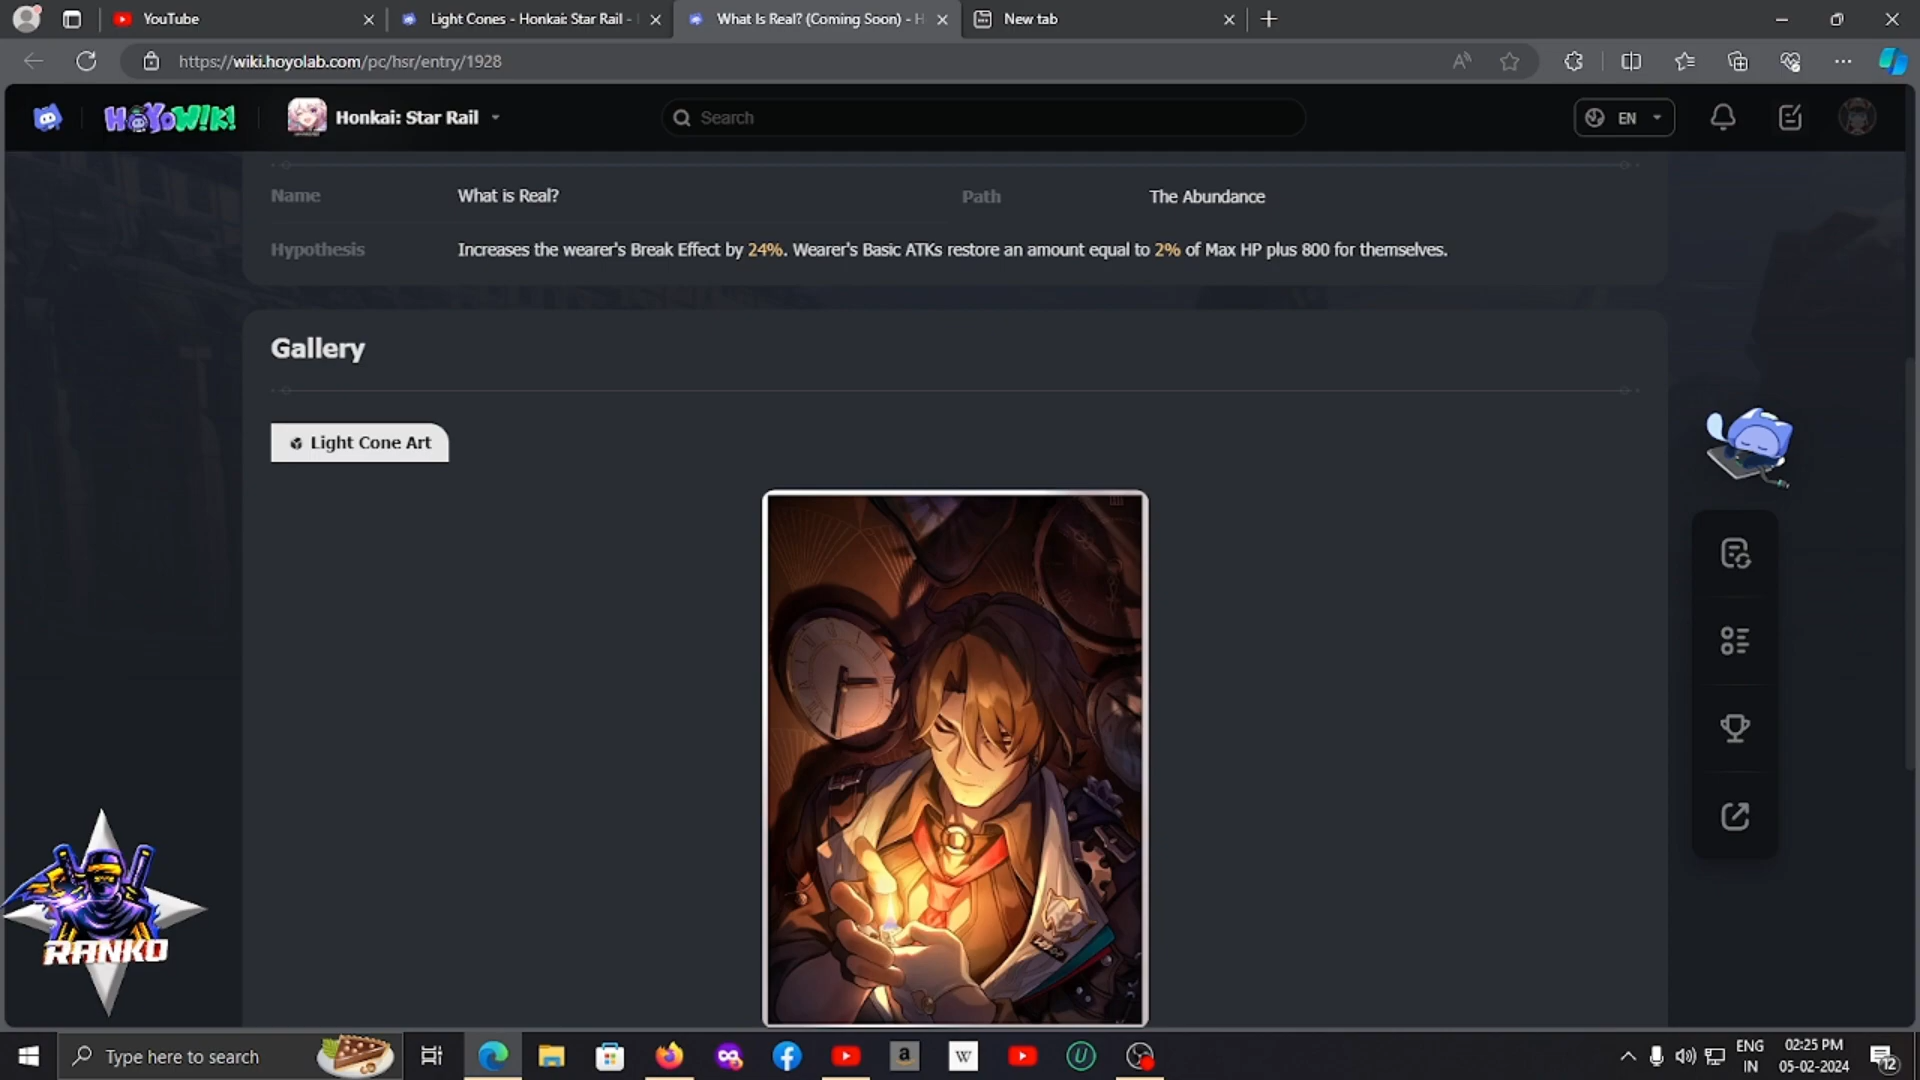 YouTube
Light Cones - Honkai: Star Rail -
What Is Real? (Coming Soon) - H
New tab
https://wiki.hoyolab.com/pc/hsr/entry/1928
HoYoWiKi
Honkai: Star Rail
Search
EN
Name
What is Real?
Path
The Abundance
Hypothesis
Increases the wearer's Break Effect by 24%. Wearer's Basic ATKs restore an amount equal to 2% of Max HP plus 800 for themselves.
Gallery
Light Cone Art
RANKO
Type here to search
a
W
U
ENG
IN
02:25 PM
05-02-2024
12